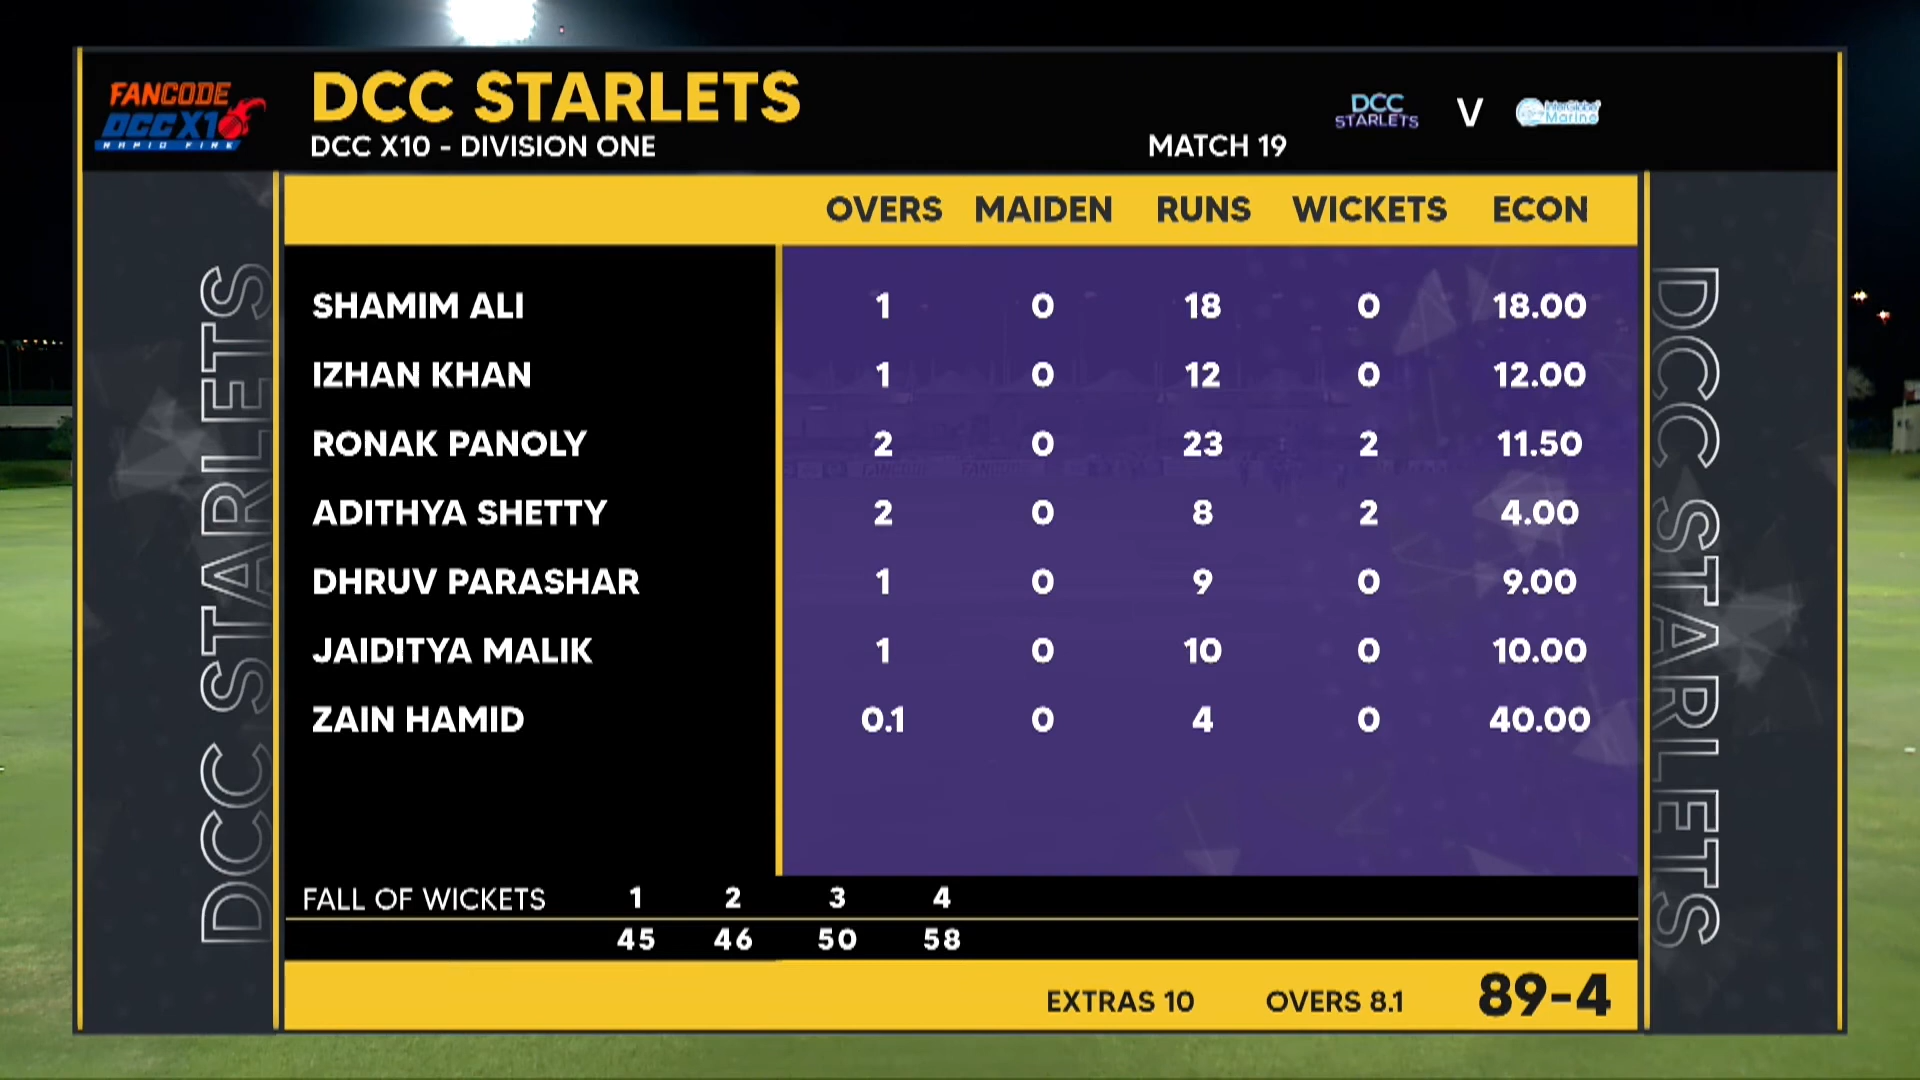 FANCODE
DCC X10
RAPID FIRE
DCC STARLETS
DCC X10 - DIVISION ONE
MATCH 19
DCC
STARLETS
V
InterGlobe
Marine
OVERS MAIDEN RUNS WICKETS ECON
SHAMIM ALI 1 0 18 0 18.00
IZHAN KHAN 1 0 12 0 12.00
RONAK PANOLY 2 0 23 2 11.50
ADITHYA SHETTY 2 0 8 2 4.00
DHRUV PARASHAR 1 0 9 0 9.00
JAIDITYA MALIK 1 0 10 0 10.00
ZAIN HAMID 0.1 0 4 0 40.00
FALL OF WICKETS 1 2 3 4
45 46 50 58
EXTRAS 10 OVERS 8.1 89-4
DCC STARLETS
DCC STARLETS